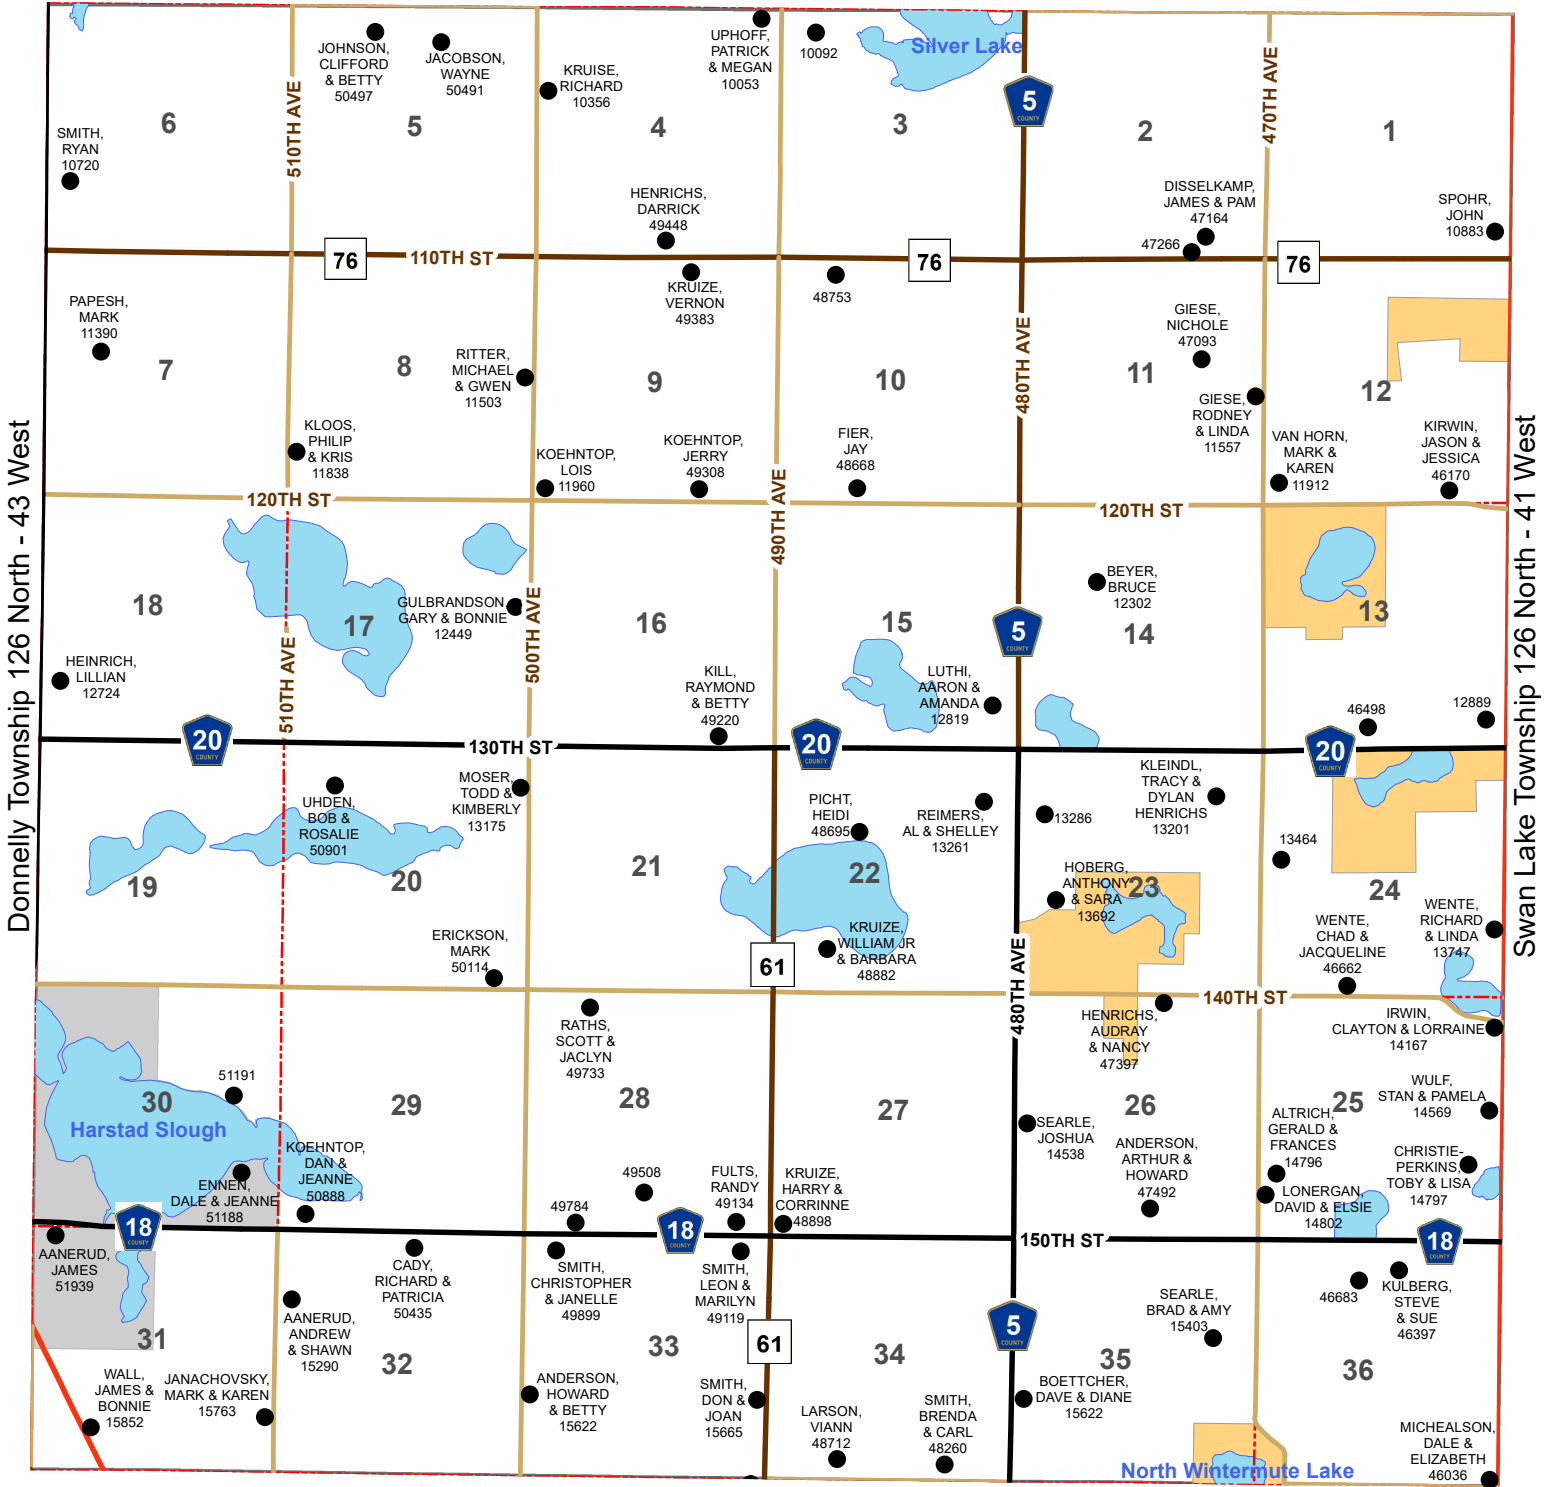 Silver Lake
JOHNSON,
CLIFFORD
& BETTY
50497
JACOBSON,
WAYNE
50491
KRUISE,
RICHARD
10356
UPHOFF,
PATRICK
& MEGAN
10053
10092
5
COUNTY
510TH AVE
470TH AVE
6
5
4
3
2
1
SMITH,
RYAN
10720
HENRICHS,
DARRICK
49448
DISSELKAMP,
JAMES & PAM
47164
47266
SPOHR,
JOHN
10883
76
110TH ST
76
76
PAPESH,
MARK
11390
KRUIZE,
VERNON
49383
48753
GIESE,
NICHOLE
47093
RITTER,
MICHAEL
& GWEN
11503
480TH AVE
7
8
9
10
11
12
GIESE,
RODNEY
& LINDA
11557
KLOOS,
PHILIP
& KRIS
11838
KOEHNTOP,
LOIS
11960
KOEHNTOP,
JERRY
49308
FIER,
JAY
48668
VAN HORN,
MARK &
KAREN
11912
KIRWIN,
JASON &
JESSICA
46170
Donnelly Township 126 North - 43 West
Swan Lake Township 126 North - 41 West
120TH ST
490TH AVE
120TH ST
BEYER,
BRUCE
12302
18
17
GULBRANDSON,
GARY & BONNIE
12449
500TH AVE
16
15
5
COUNTY
14
13
HEINRICH,
LILLIAN
12724
510TH AVE
KILL,
RAYMOND
& BETTY
49220
LUTHI,
AARON &
AMANDA
12819
46498
12889
20
COUNTY
130TH ST
20
COUNTY
20
COUNTY
UHDEN,
BOB &
ROSALIE
50901
MOSER,
TODD &
KIMBERLY
13175
PICHT,
HEIDI
48695
REIMERS,
AL & SHELLEY
13261
13286
KLEINDL,
TRACY &
DYLAN
HENRICHS
13201
13464
19
20
21
22
23
24
HOBERG,
ANTHONY
& SARA
13692
ERICKSON,
MARK
50114
61
KRUIZE,
WILLIAM JR
& BARBARA
48882
480TH AVE
WENTE,
CHAD &
JACQUELINE
46662
WENTE,
RICHARD
& LINDA
13747
140TH ST
RATHS,
SCOTT &
JACLYN
49733
HENRICHS,
AUDRAY
& NANCY
47397
IRWIN,
CLAYTON & LORRAINE
14167
51191
30
29
28
27
26
25
Harstad Slough
WULF,
STAN & PAMELA
14569
SEARLE,
JOSHUA
14538
ALTRICH,
GERALD &
FRANCES
14796
KOEHNTOP,
DAN &
JEANNE
50888
ENNEN,
DALE & JEANNE
51188
49508
49784
FULTS,
RANDY
49134
KRUIZE,
HARRY &
CORRINNE
48898
ANDERSON,
ARTHUR &
HOWARD
47492
CHRISTIE-
PERKINS,
TOBY & LISA
14797
LONERGAN,
DAVID & ELSIE
14802
18
COUNTY
18
COUNTY
150TH ST
18
COUNTY
AANERUD,
JAMES
51939
CADY,
RICHARD &
PATRICIA
50435
SMITH,
CHRISTOPHER
& JANELLE
49899
SMITH,
LEON &
MARILYN
49119
AANERUD,
ANDREW
& SHAWN
15290
SEARLE,
BRAD & AMY
15403
46683
KULBERG,
STEVE
& SUE
46397
5
COUNTY
61
31
32
33
34
35
36
WALL,
JAMES &
BONNIE
15852
JANACHOVSKY,
MARK & KAREN
15763
ANDERSON,
HOWARD
& BETTY
15622
SMITH,
DON &
JOAN
15665
LARSON,
VIANN
48712
SMITH,
BRENDA
& CARL
48260
BOETTCHER,
DAVE & DIANE
15622
MICHEALSON,
DALE &
ELIZABETH
46036
North Wintermute Lake